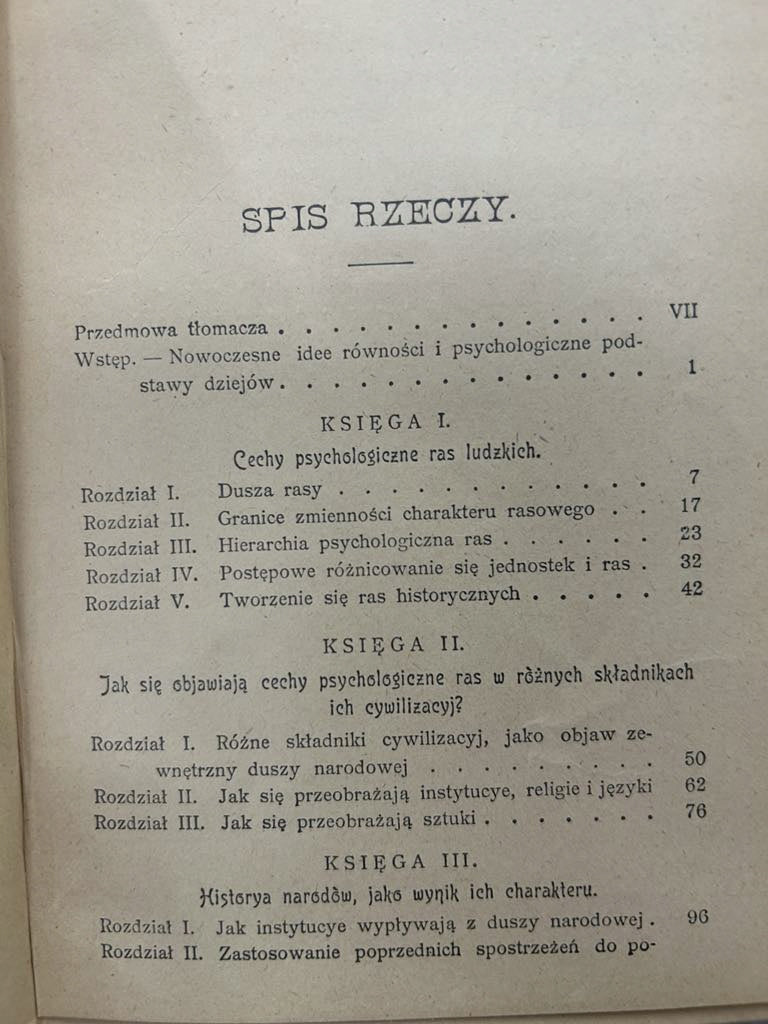 SPIS RZECZY.
Przedmowa tłomacza . . . . . . . . . . . . . . VII
Wstęp. — Nowoczesne idee równości i psychologiczne pod-
stawy dziejów . . . . . . . . . . . . . . 1
KSIĘGA I.
Cechy psychologiczne ras ludzkich.
Rozdział I. Dusza rasy . . . . . . . . . . . . 7
Rozdział II. Granice zmienności charakteru rasowego . . 17
Rozdział III. Hierarchia psychologiczna ras . . . . . . 23
Rozdział IV. Postępowe różnicowanie się jednostek i ras . 32
Rozdział V. Tworzenie się ras historycznych . . . . . 42
KSIĘGA II.
Jak się objawiają cechy psychologiczne ras w różnych składnikach
ich cywilizacyj?
Rozdział I. Różne składniki cywilizacyj, jako objaw ze-
wnętrzny duszy narodowej . . . . . . . . . 50
Rozdział II. Jak się przeobrażają instytucye, religie i języki 62
Rozdział III. Jak się przeobrażają sztuki . . . . . . . 76
KSIĘGA III.
Historya narodów, jako wynik ich charakteru.
Rozdział I. Jak instytucye wypływają z duszy narodowej . 96
Rozdział II. Zastosowanie poprzednich spostrzeżeń do po-